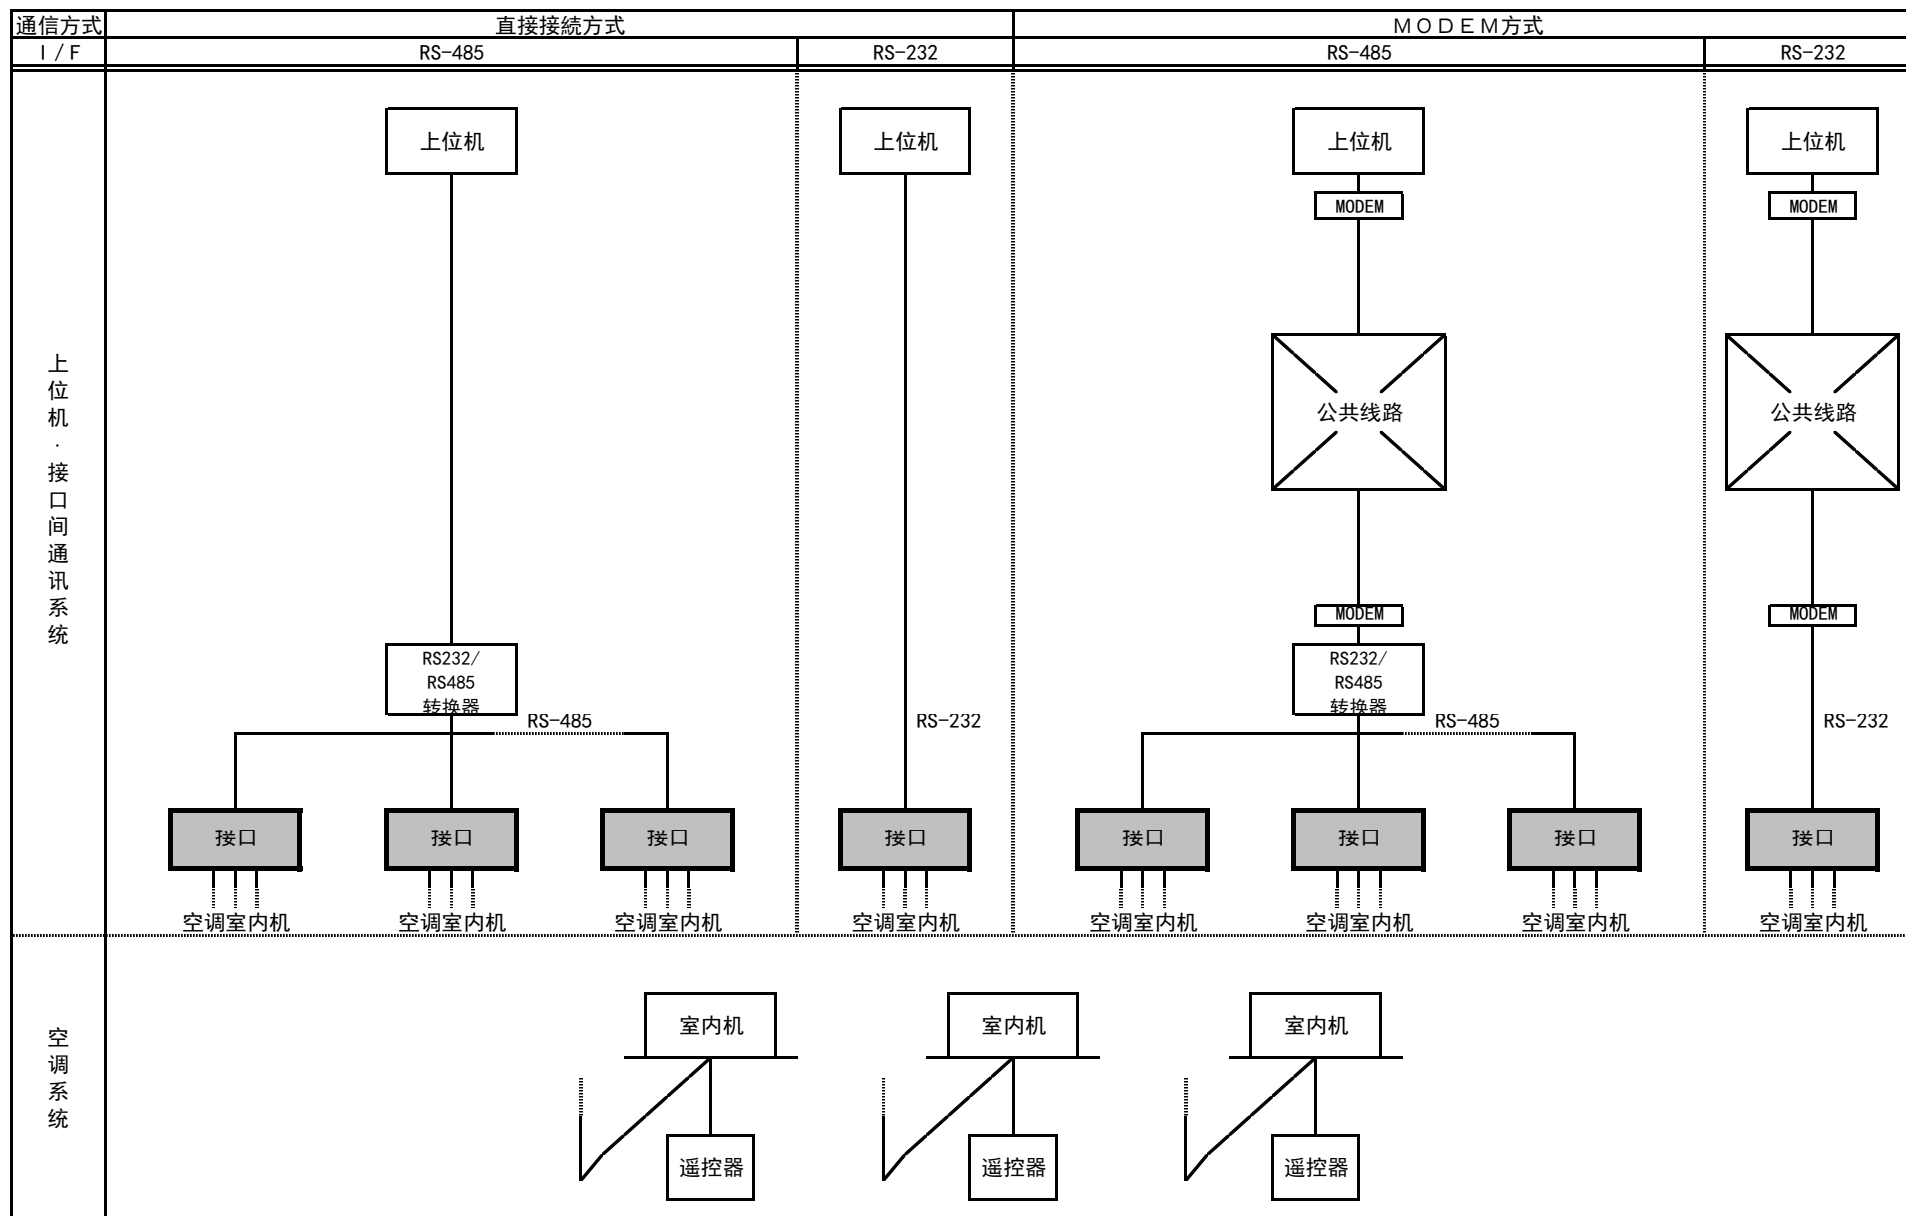 通信方式 直接接続方式 ＭＯＤＥＭ方式
Ｉ／Ｆ RS-485 RS-232 RS-485 RS-232
上位机 上位机 上位机 上位机
MODEM MODEM
上位机·接口间通讯系统
公共线路 公共线路
MODEM MODEM
RS232/ RS232/
RS485 RS485
转换器 转换器
RS-485 RS-232 RS-485 RS-232
接口 接口 接口 接口 接口 接口 接口 接口
空调室内机 空调室内机 空调室内机 空调室内机 空调室内机 空调室内机 空调室内机 空调室内机
空调系统
室内机 室内机 室内机
遥控器 遥控器 遥控器